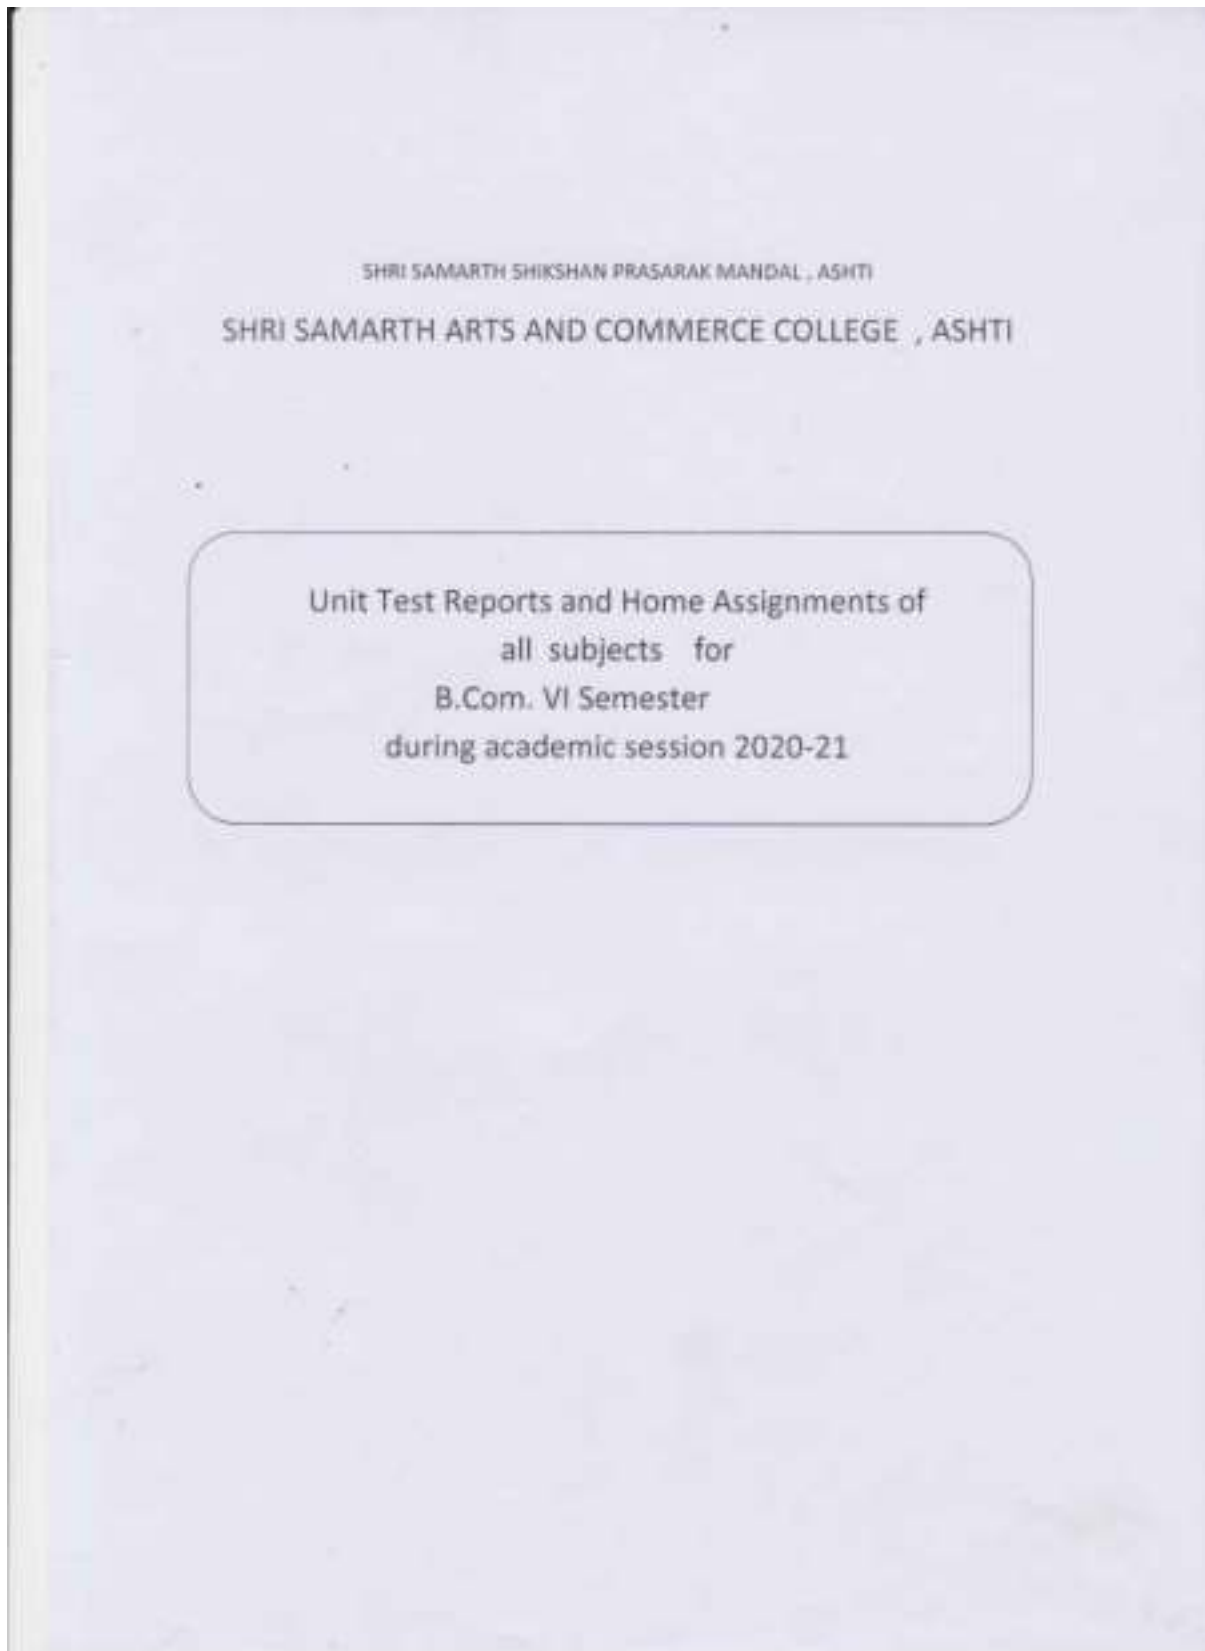 SHRI SAMARTH SHIKSHAN PRASARAK MANDAL , ASHTI
SHRI SAMARTH ARTS AND COMMERCE COLLEGE , ASHTI
Unit Test Reports and Home Assignments of
all subjects for
B.Com. VI Semester
during academic session 2020-21